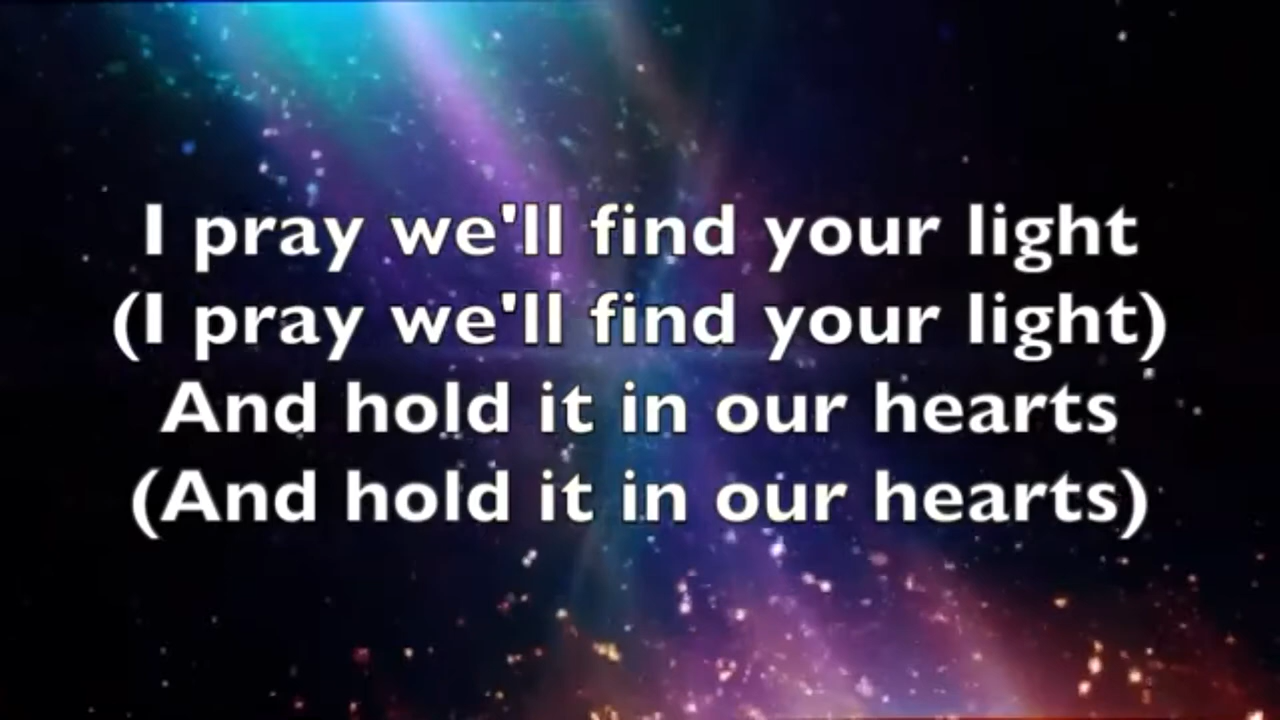 I pray we'll find your light
(I pray we'll find your light)
And hold it in our hearts
(And hold it in our hearts)